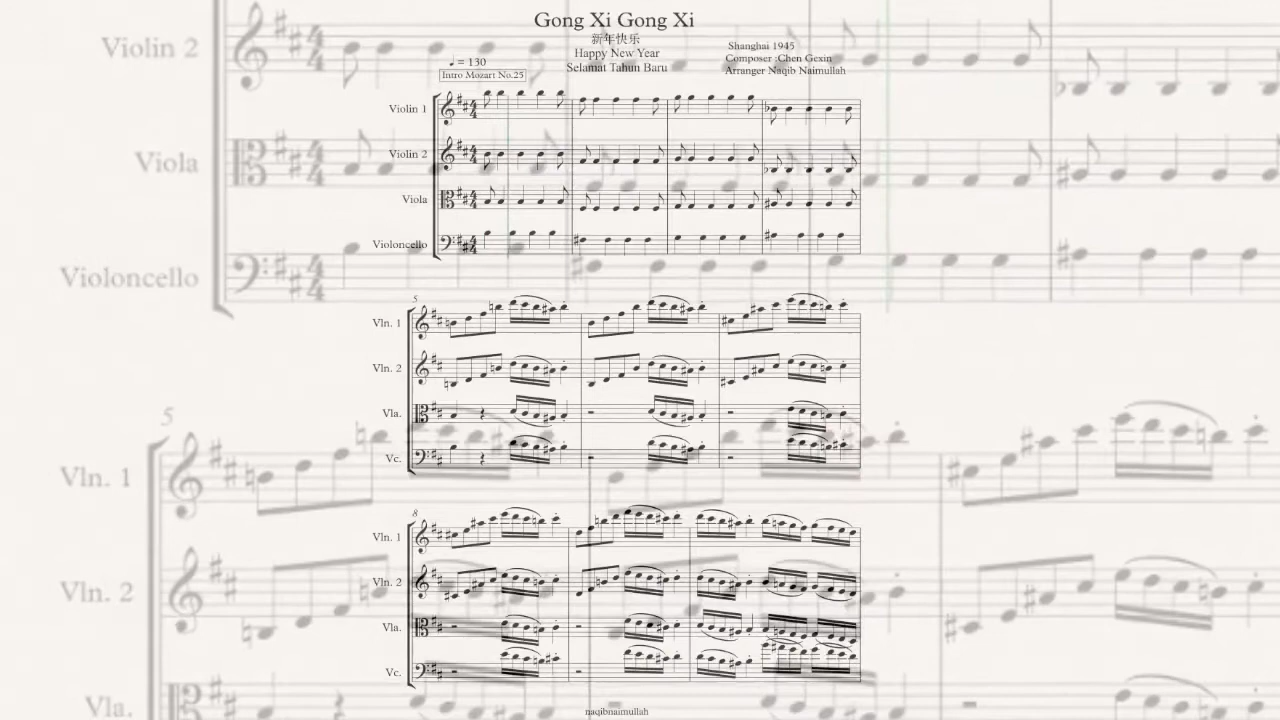 Gong Xi Gong Xi
新年快乐
Happy New Year
Selamat Tahun Baru
Shanghai 1945
Composer :Chen Gexin
Arranger Naqib Naimullah
♩ = 130
Intro Mozart No.25
Violin 1
Violin 2
Viola
Violoncello
5
Vln. 1
Vln. 2
Vla.
Vc.
8
Vln. 1
Vln. 2
Vla.
Vc.
naqibnaimullah
Violin 2
Viola
Violoncello
5
Vln. 1
Vln. 2
Vla.